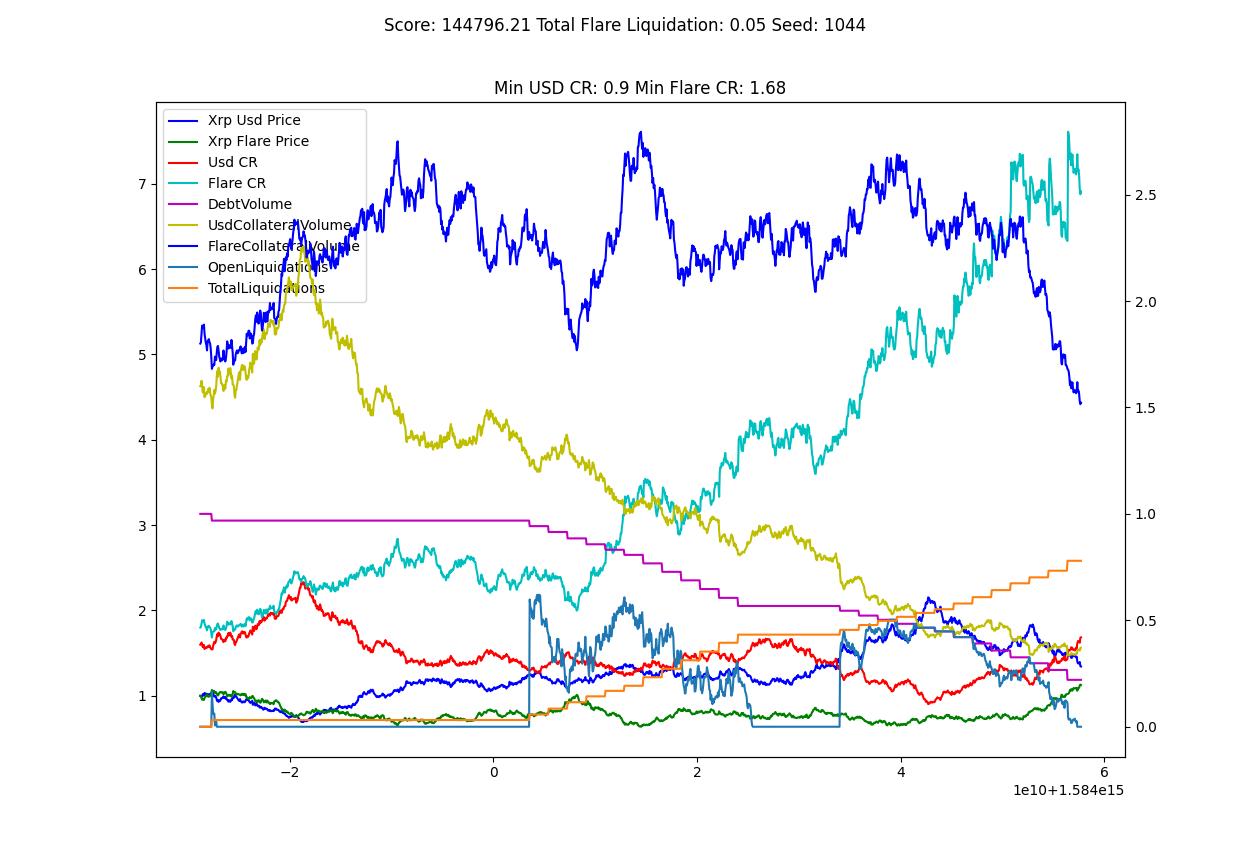 Score: 144796.21 Total Flare Liquidation: 0.05 Seed: 1044
Min USD CR: 0.9 Min Flare CR: 1.68
Xrp Usd Price
Xrp Flare Price
Usd CR
Flare CR
DebtVolume
UsdCollateralVolume
FlareCollateralVolume
OpenLiquidations
TotalLiquidations
7
6
5
4
3
2
1
2.5
2.0
1.5
1.0
0.5
0.0
−2 0 2 4 6
1e10+1.584e15